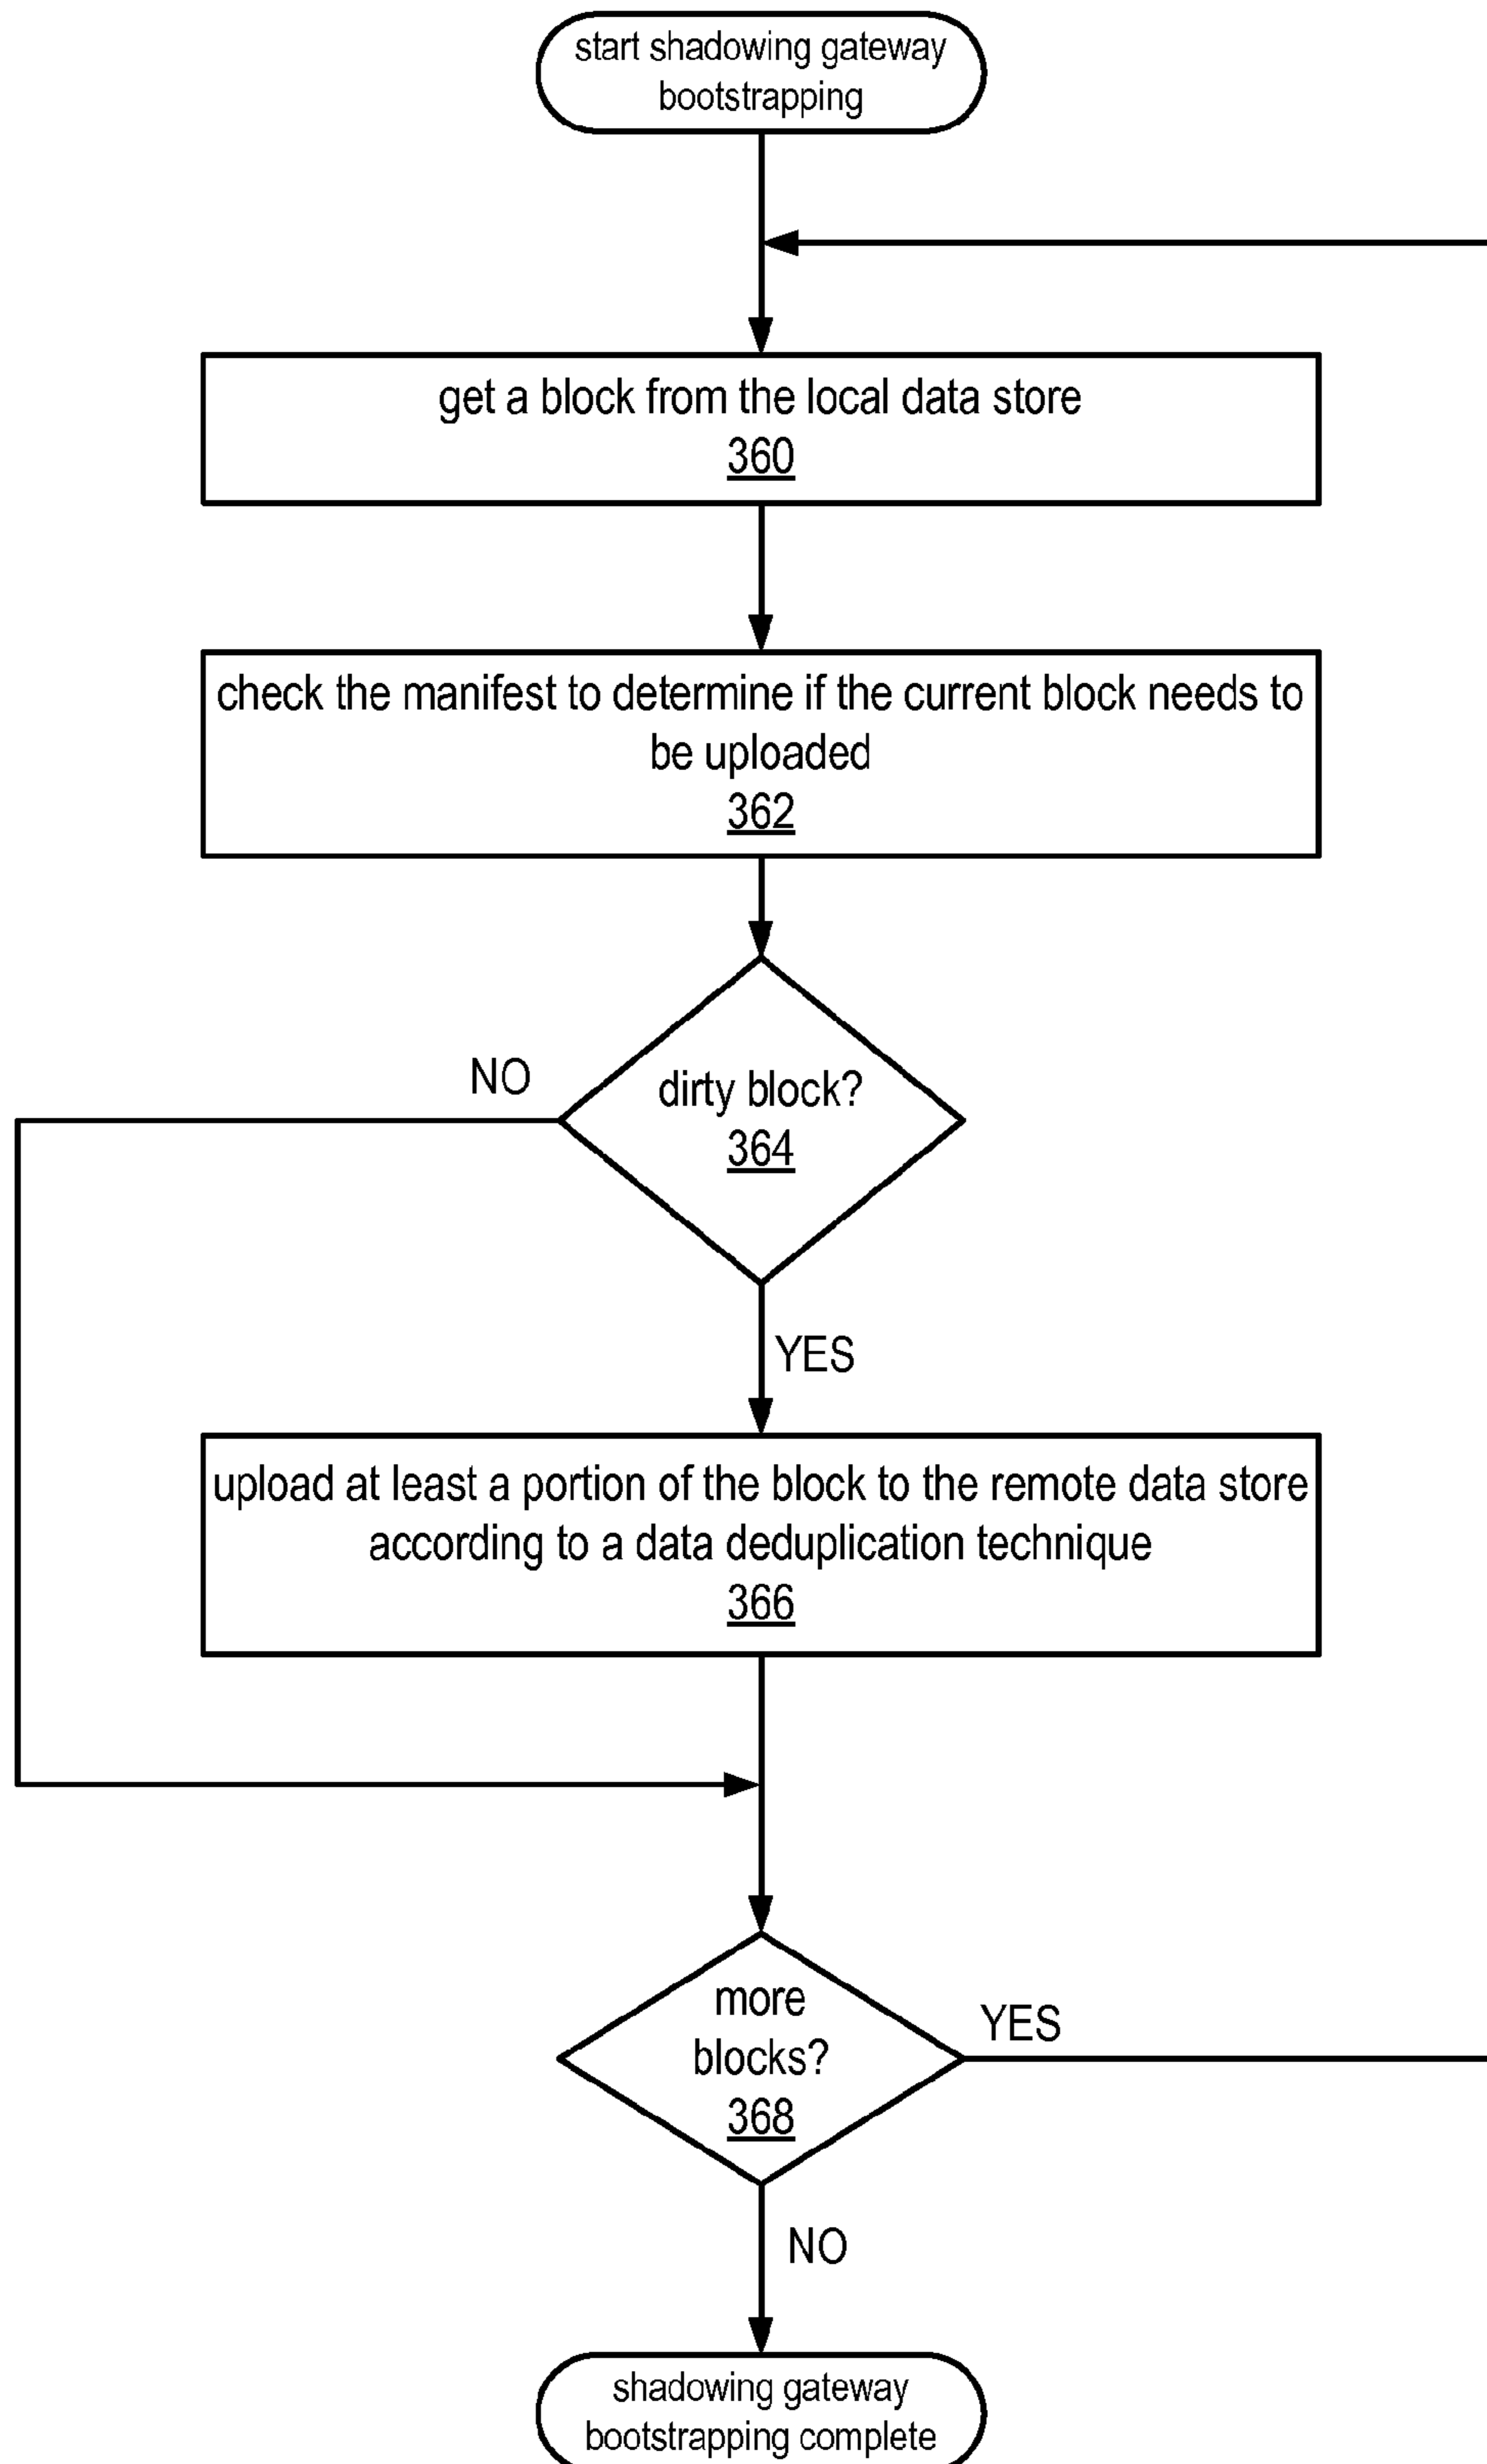 start shadowing gateway
bootstrapping
get a block from the local data store
360
check the manifest to determine if the current block needs to
be uploaded
362
NO
dirty block?
364
YES
upload at least a portion of the block to the remote data store
according to a data deduplication technique
366
more
blocks?
368
YES
NO
shadowing gateway
bootstrapping complete